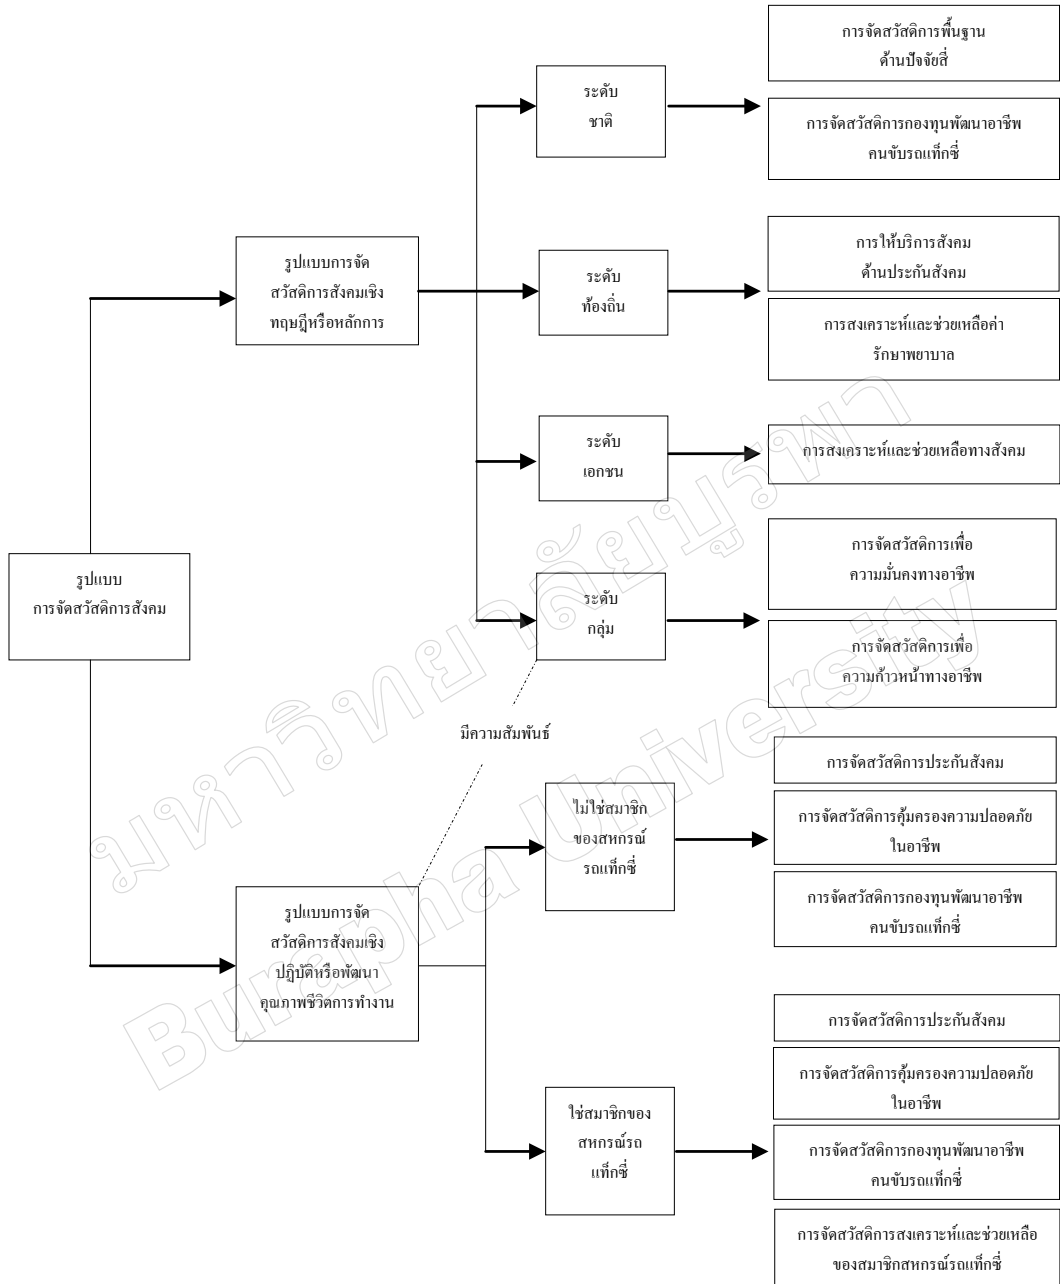 การจัดสวัสดิการพื้นฐาน
ด้านปัจจัยสี่
ระดับ
ชาติ
การจัดสวัสดิการกองทุนพัฒนาอาชีพ
คนขับรถแท็กซี่
รูปแบบการจัด
สวัสดิการสังคมเชิง
ทฤษฎีหรือหลักการ
ระดับ
ท้องถิ่น
การให้บริการสังคม
ด้านประกันสังคม
การสงเคราะห์และช่วยเหลือค่า
รักษาพยาบาล
ระดับ
เอกชน
การสงเคราะห์และช่วยเหลือทางสังคม
รูปแบบ
การจัดสวัสดิการสังคม
ระดับ
กลุ่ม
การจัดสวัสดิการเพื่อ
ความมั่นคงทางอาชีพ
การจัดสวัสดิการเพื่อ
ความก้าวหน้าทางอาชีพ
มีความสัมพันธ์
ไม่ใช่สมาชิก
ของสหกรณ์
รถแท็กซี่
การจัดสวัสดิการประกันสังคม
การจัดสวัสดิการคุ้มครองความปลอดภัย
ในอาชีพ
การจัดสวัสดิการกองทุนพัฒนาอาชีพ
คนขับรถแท็กซี่
รูปแบบการจัด
สวัสดิการสังคมเชิง
ปฏิบัติหรือพัฒนา
คุณภาพชีวิตการทำงาน
ใช่สมาชิกของ
สหกรณ์รถ
แท็กซี่
การจัดสวัสดิการประกันสังคม
การจัดสวัสดิการคุ้มครองความปลอดภัย
ในอาชีพ
การจัดสวัสดิการกองทุนพัฒนาอาชีพ
คนขับรถแท็กซี่
การจัดสวัสดิการสงเคราะห์และช่วยเหลือ
ของสมาชิกสหกรณ์รถแท็กซี่
มหาวิทยาลัยบูรพา
Burapha University